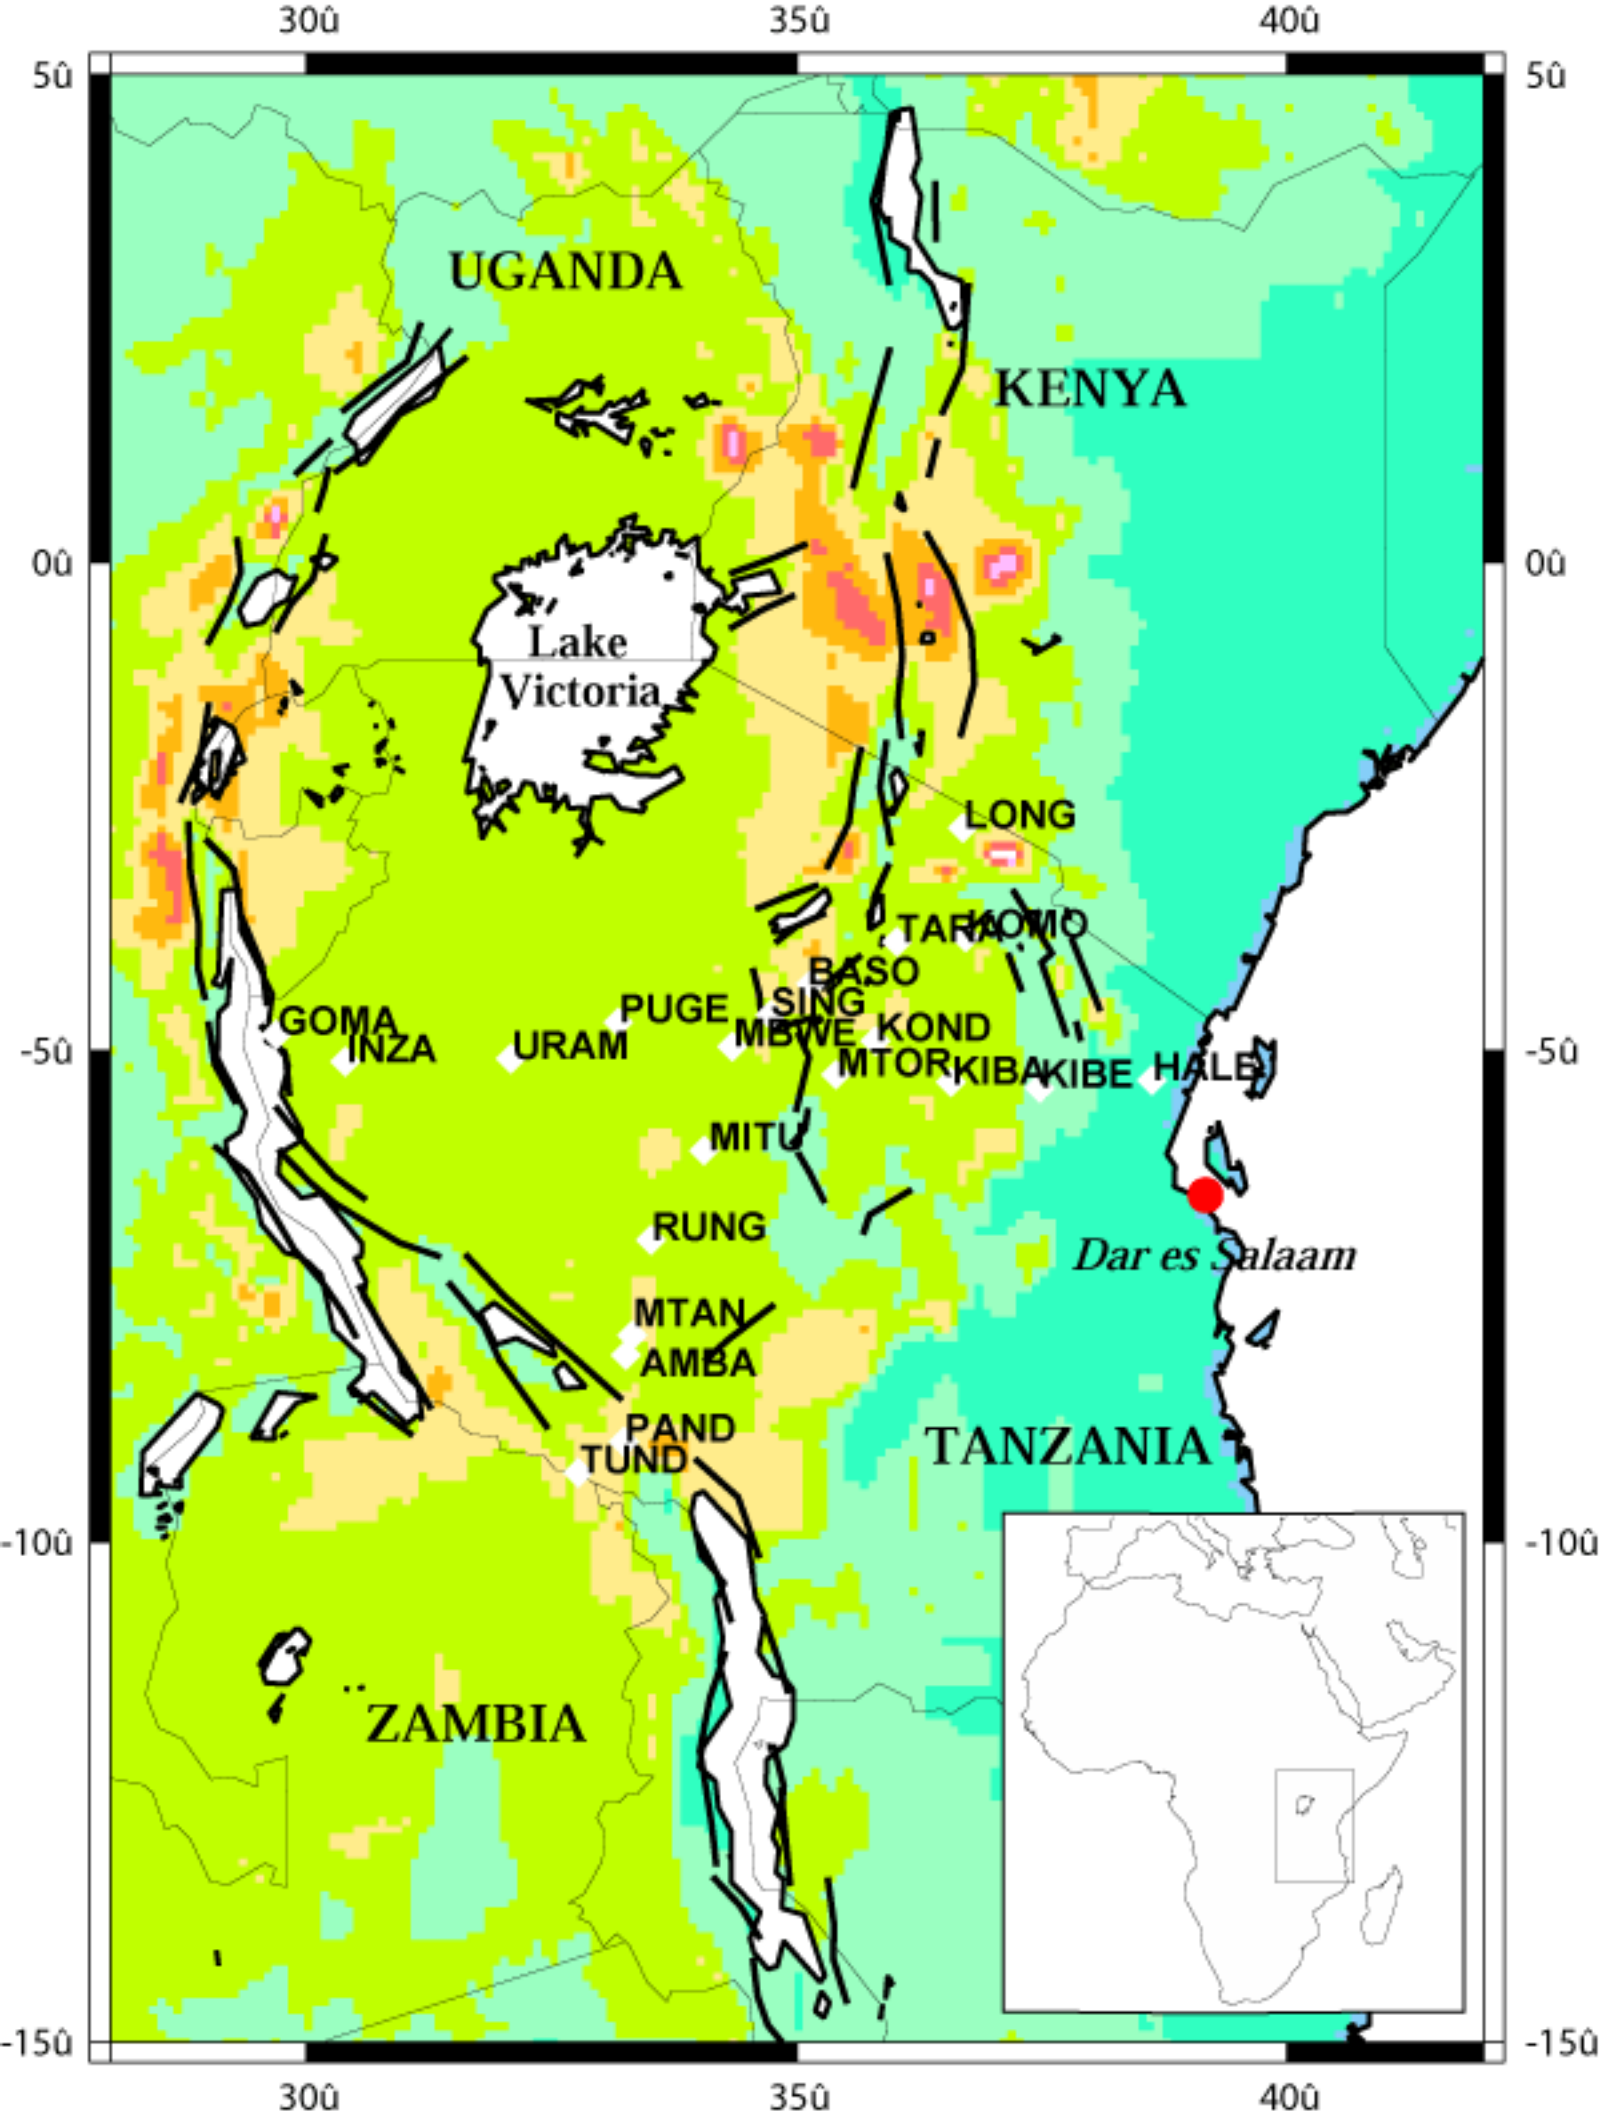 30û 35û 40û
5û 5û
UGANDA
KENYA
0û 0û
Lake
Victoria
LONG
TARA KOMO
BASO
SING
PUGE
GOMA
MBWE KOND
INZA URAM
-5û -5û
MTOR KIBA KIBE HALE
MITU
RUNG
Dar es Salaam
MTAN
AMBA
PAND
TANZANIA
TUND
-10û -10û
ZAMBIA
-15û -15û
30û 35û 40û